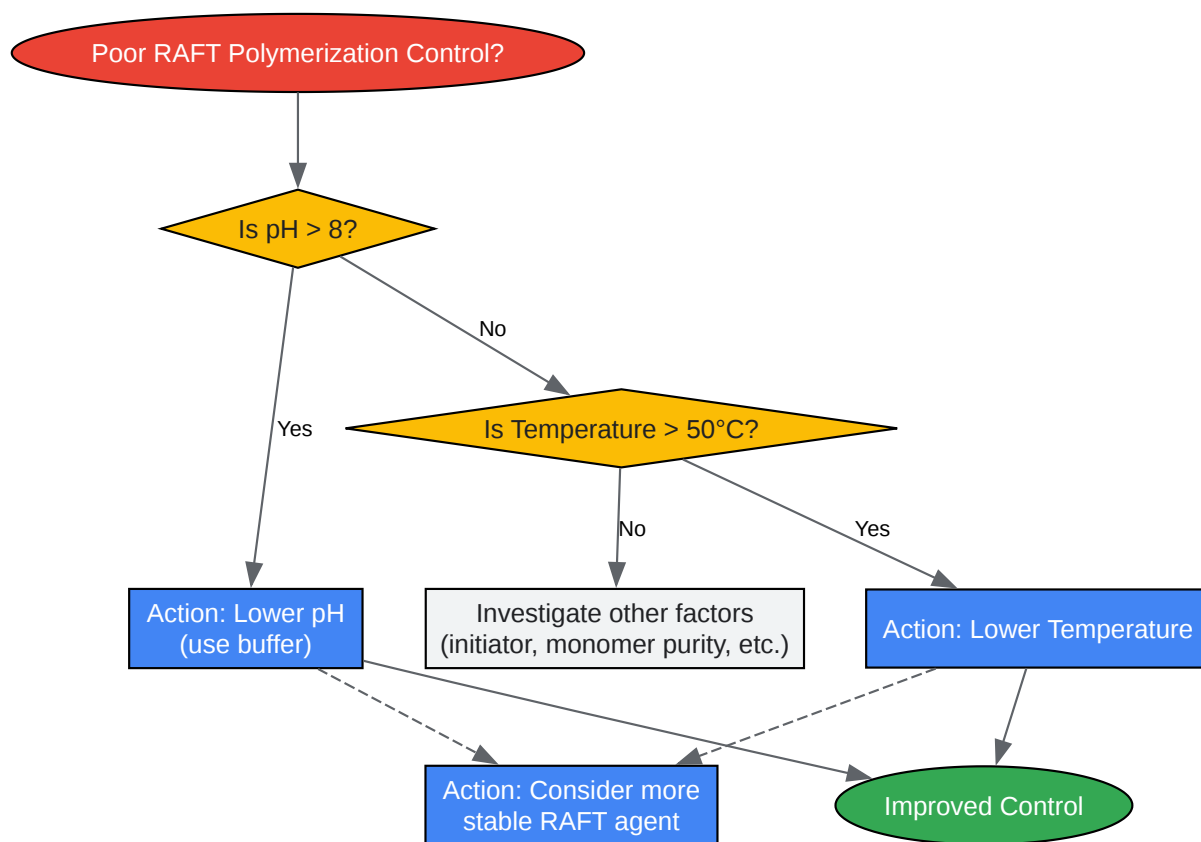 Poor RAFT Polymerization Control?
Is pH > 8?
No
Yes
Is Temperature > 50°C?
No
Yes
Action: Lower pH
(use buffer)
Investigate other factors
(initiator, monomer purity, etc.)
Action: Lower Temperature
Action: Consider more
stable RAFT agent
Improved Control